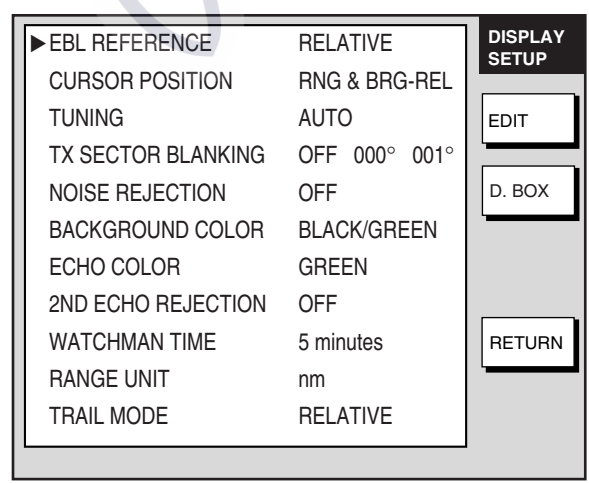 ▶EBL REFERENCE RELATIVE
CURSOR POSITION RNG & BRG-REL
TUNING AUTO
TX SECTOR BLANKING OFF 000° 001°
NOISE REJECTION OFF
BACKGROUND COLOR BLACK/GREEN
ECHO COLOR GREEN
2ND ECHO REJECTION OFF
WATCHMAN TIME 5 minutes
RANGE UNIT nm
TRAIL MODE RELATIVE
DISPLAY
SETUP
EDIT
D. BOX
RETURN